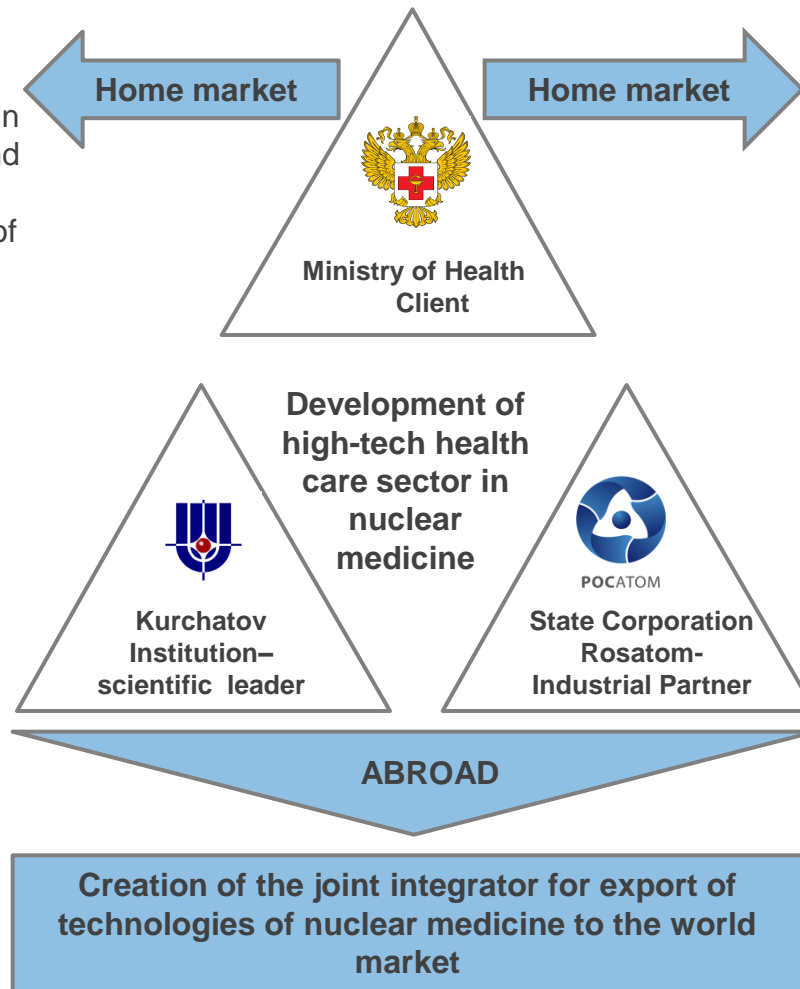 Home market
Home market
of
Ministry of Health
Client
Development of
high-tech health
care sector in
nuclear
medicine
РОСАТОМ
Kurchatov
Institution–
scientific leader
State Corporation
Rosatom-
Industrial Partner
ABROAD
Creation of the joint integrator for export of
technologies of nuclear medicine to the world
market